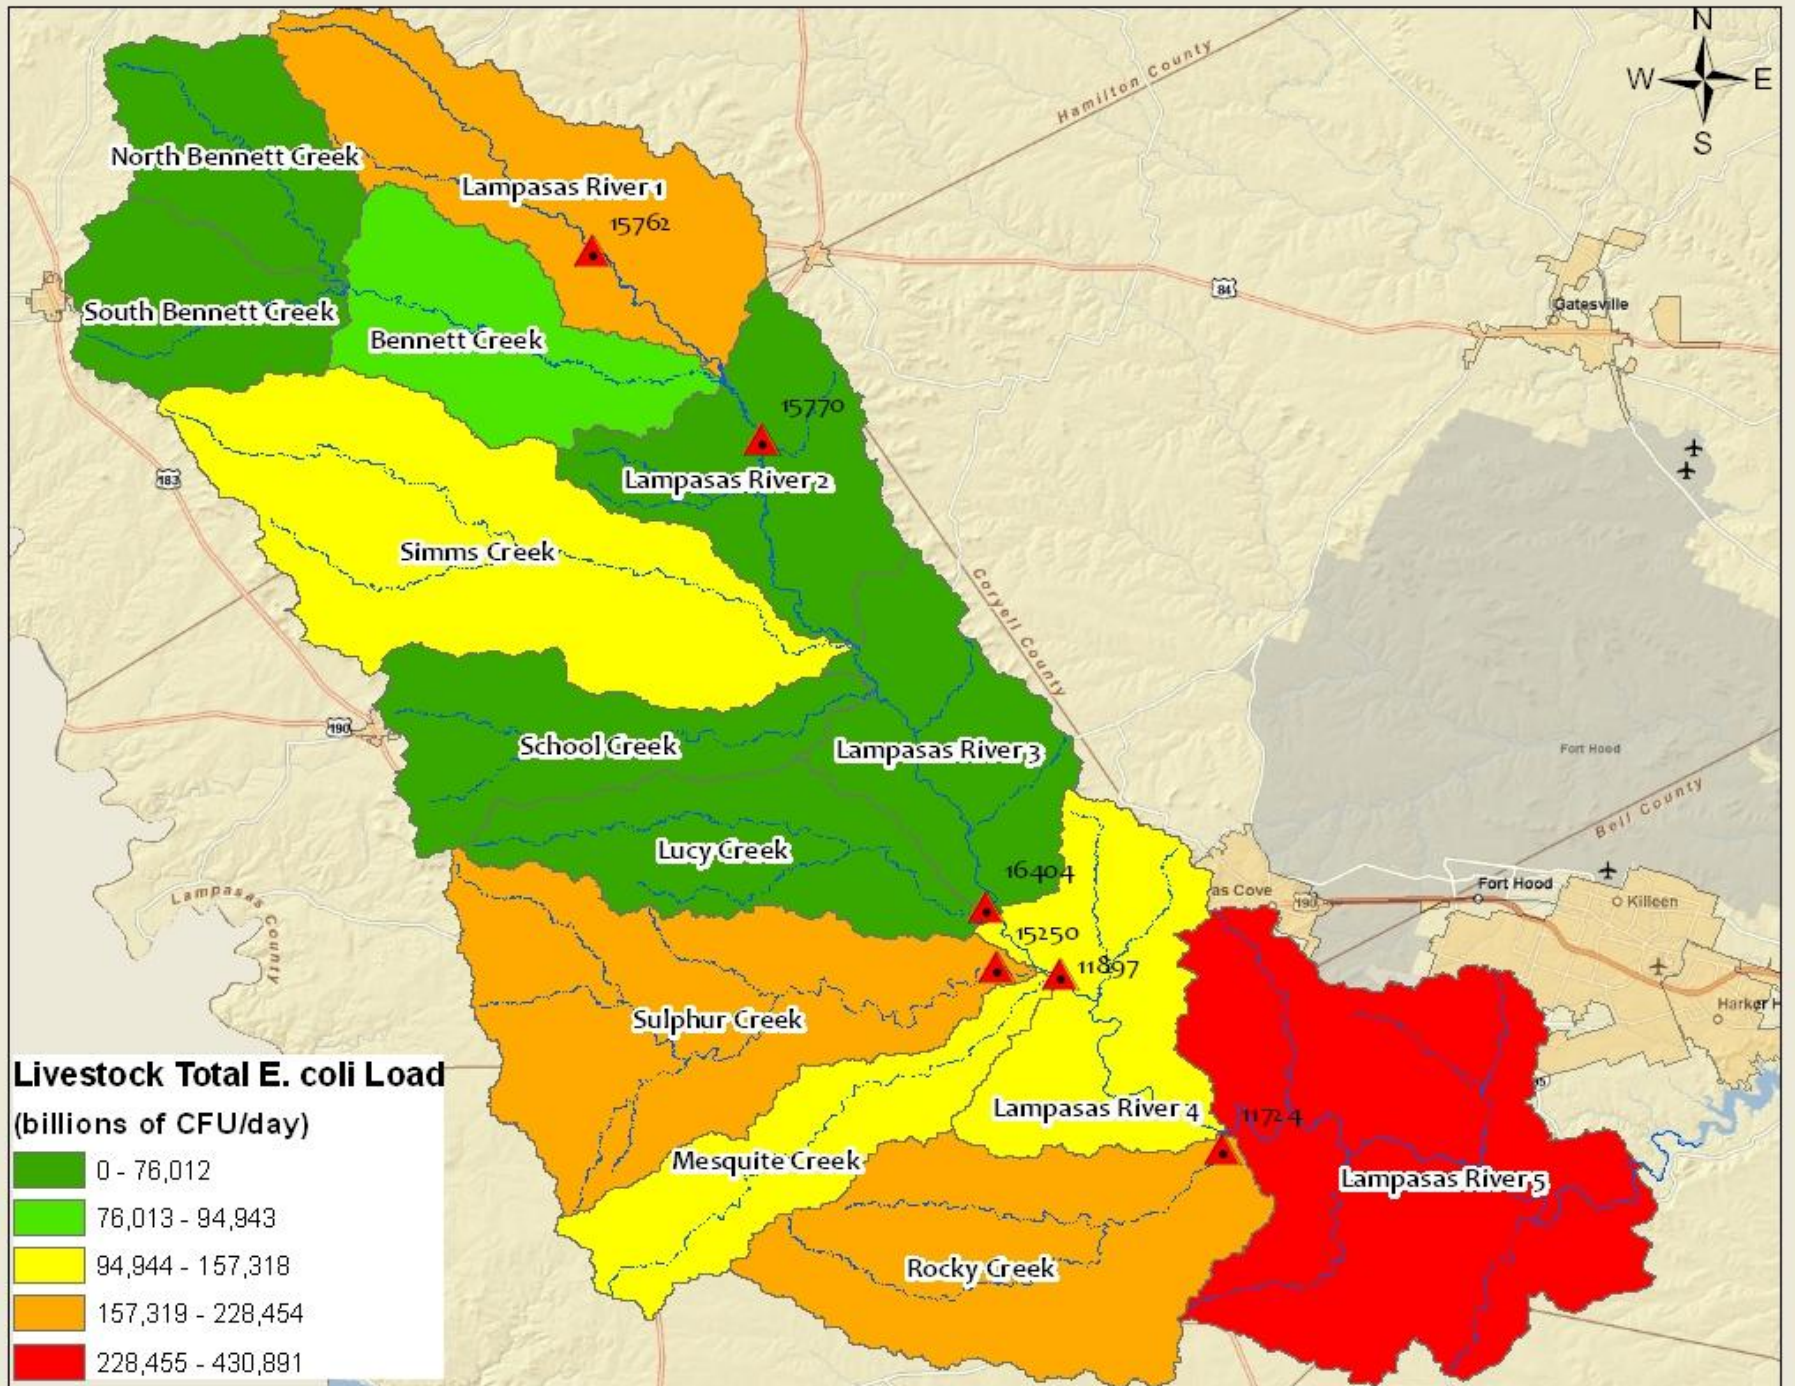 N
W E
S
Hamilton County
North Bennett Creek
Lampasas River 1
15762
84
South Bennett Creek
Bennett Creek
Gatesville
15770
183
Lampasas River 2
Simms Creek
Coryell County
190
School Creek
Lampasas River 3
Fort Hood
Bell County
Lucy Creek
16404
as Cove
190
Fort Hood
Killeen
Lampasas County
15250
11897
Sulphur Creek
Harker H
Lampasas River 4
11724
Mesquite Creek
Lampasas River 5
Rocky Creek
Livestock Total E. coli Load
(billions of CFU/day)
0 - 76,012
76,013 - 94,943
94,944 - 157,318
157,319 - 228,454
228,455 - 430,891